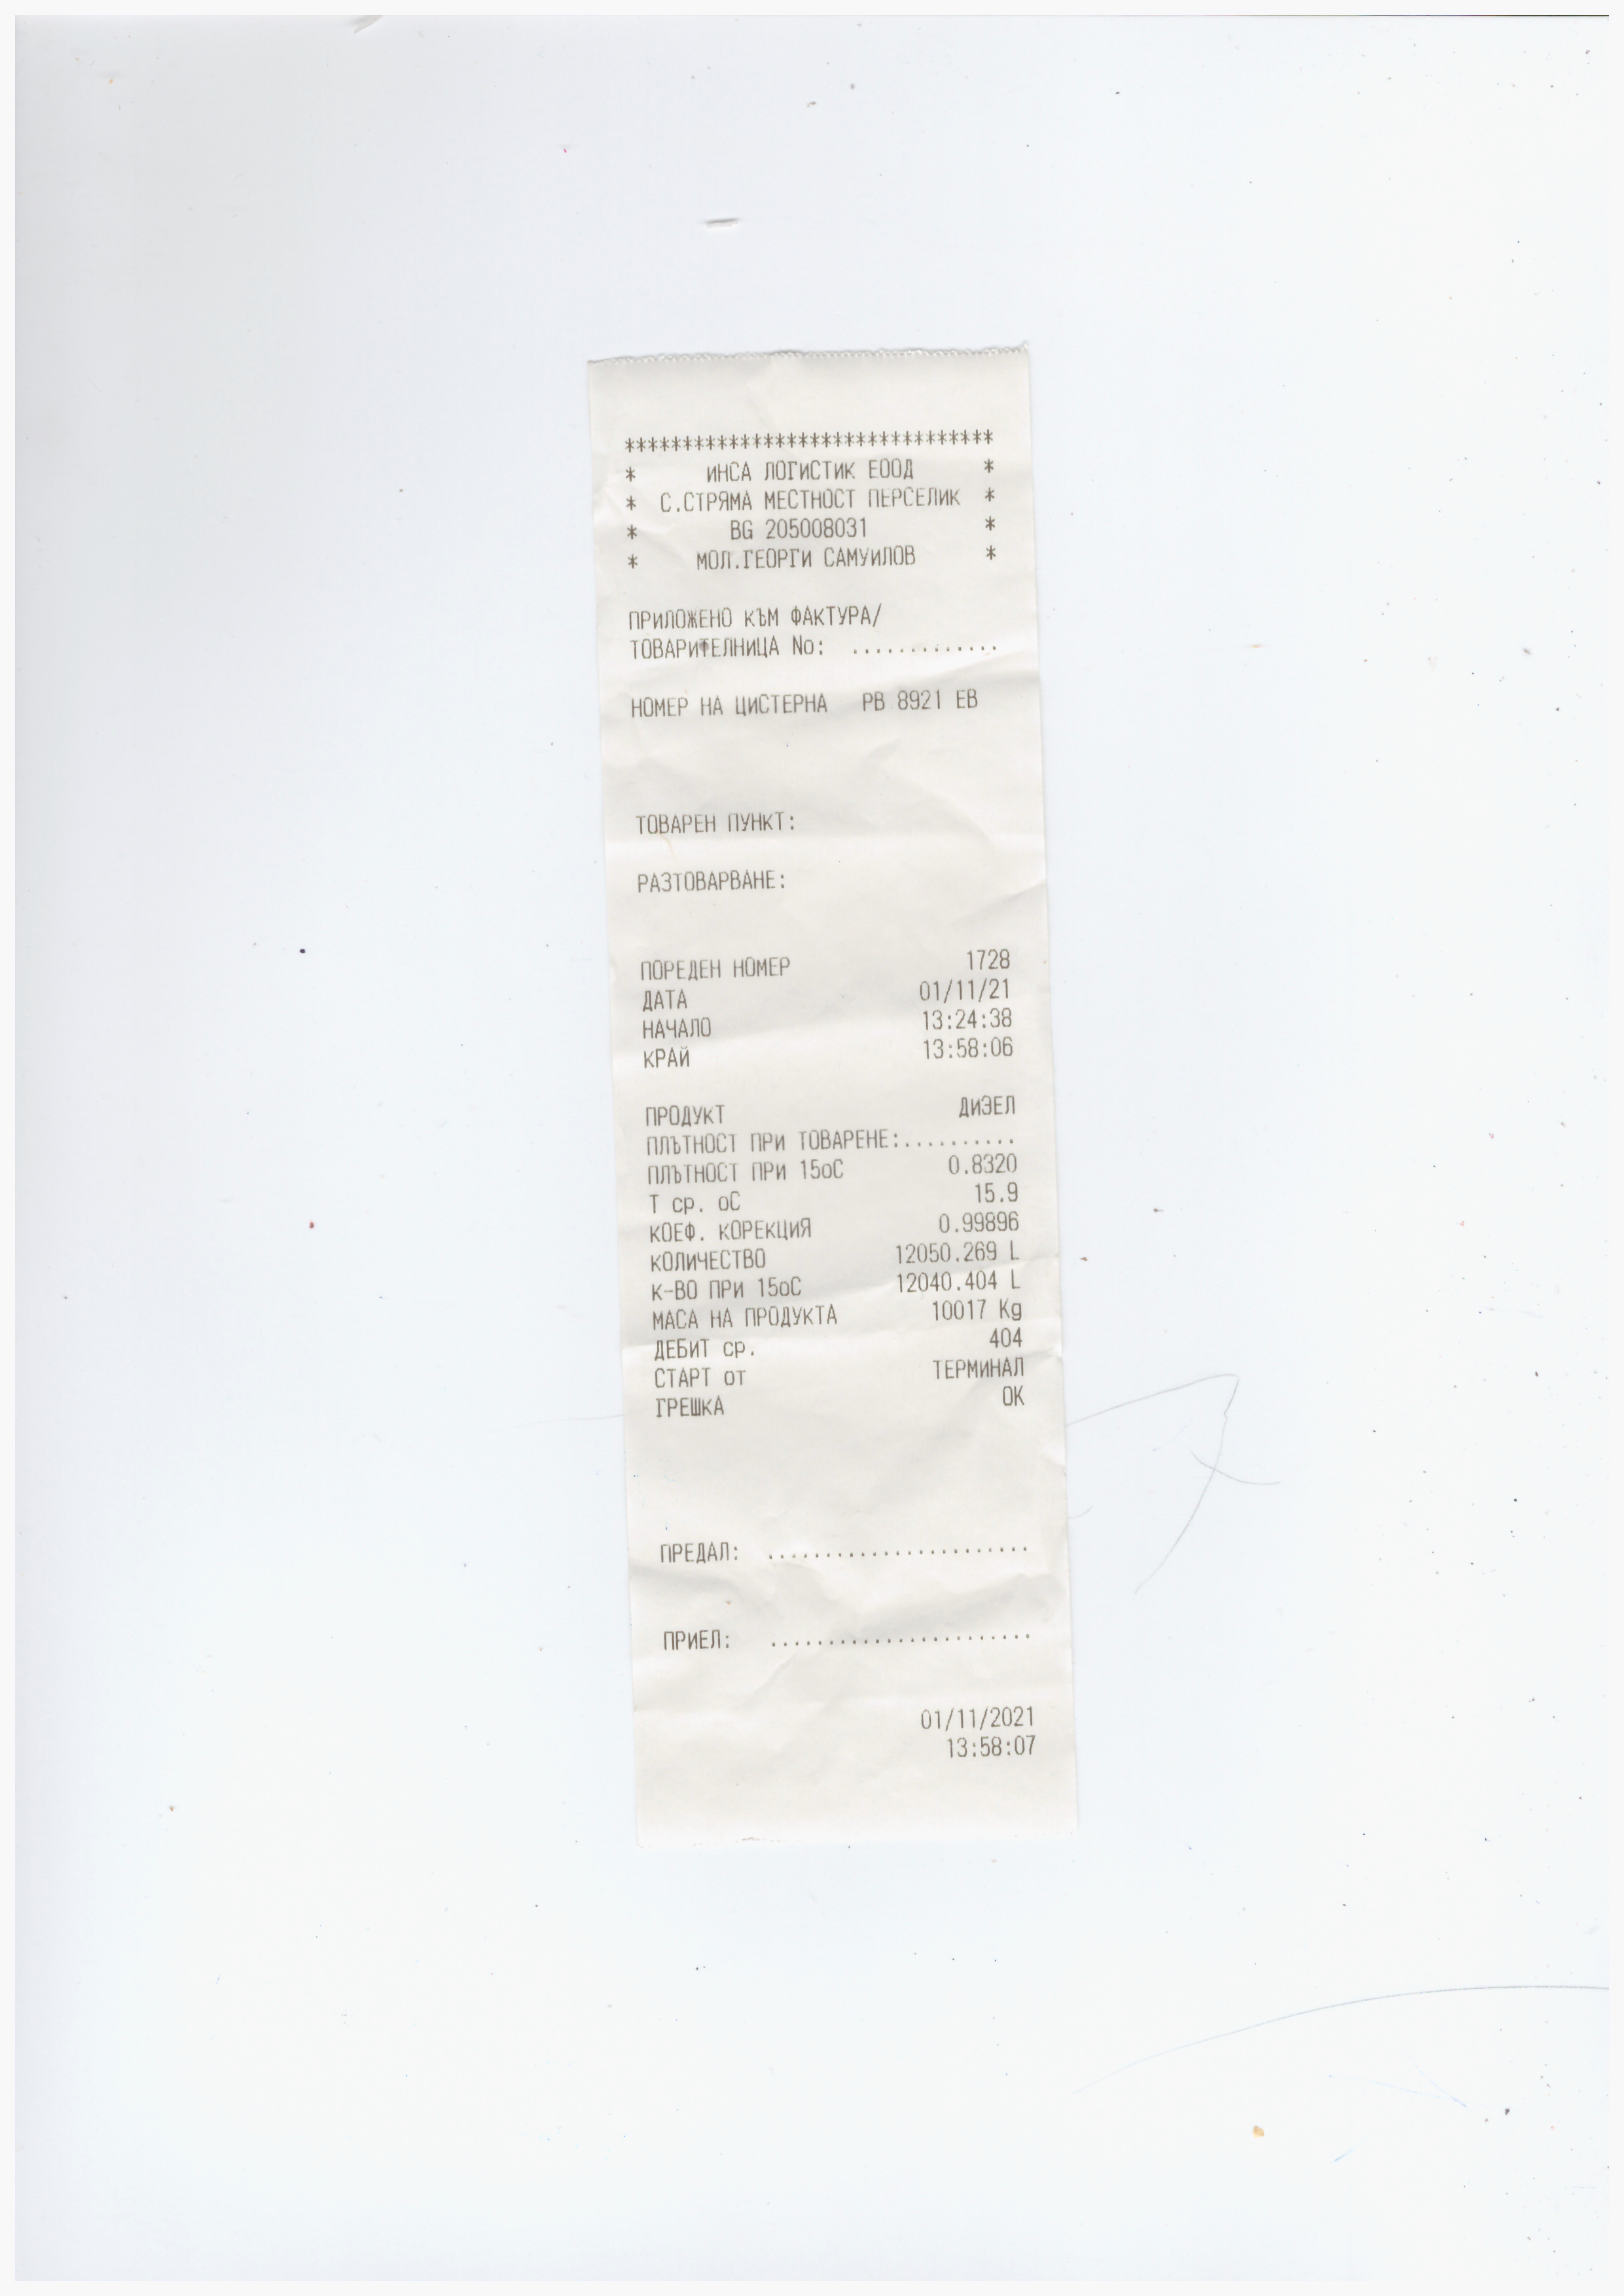 ********************************
* ИНСА ЛОГИСТИК ЕООД *
* С.СТРЯМА МЕСТНОСТ ПЕРСЕЛИК *
* BG 205008031 *
* МОЛ.ГЕОРГИ САМУИЛОВ *
ПРИЛОЖЕНО КЪМ ФАКТУРА/
ТОВАРИТЕЛНИЦА No: .............
НОМЕР НА ЦИСТЕРНА РВ 8921 ЕВ
ТОВАРЕН ПУНКТ:
РАЗТОВАРВАНЕ:
ПОРЕДЕН НОМЕР 1728
ДАТА 01/11/21
НАЧАЛО 13:24:38
КРАЙ 13:58:06
ПРОДУКТ ДИЗЕЛ
ПЛЪТНОСТ ПРИ ТОВАРЕНЕ:..........
ПЛЪТНОСТ ПРИ 15оС 0.8320
Т ср. оС 15.9
КОЕФ. КОРЕКЦИЯ 0.99896
КОЛИЧЕСТВО 12050.269 L
К-ВО ПРИ 15оС 12040.404 L
МАСА НА ПРОДУКТА 10017 Kg
ДЕБИТ ср. 404
СТАРТ от ТЕРМИНАЛ
ГРЕШКА ОК
ПРЕДАЛ: .......................
ПРИЕЛ: .......................
01/11/2021
13:58:07